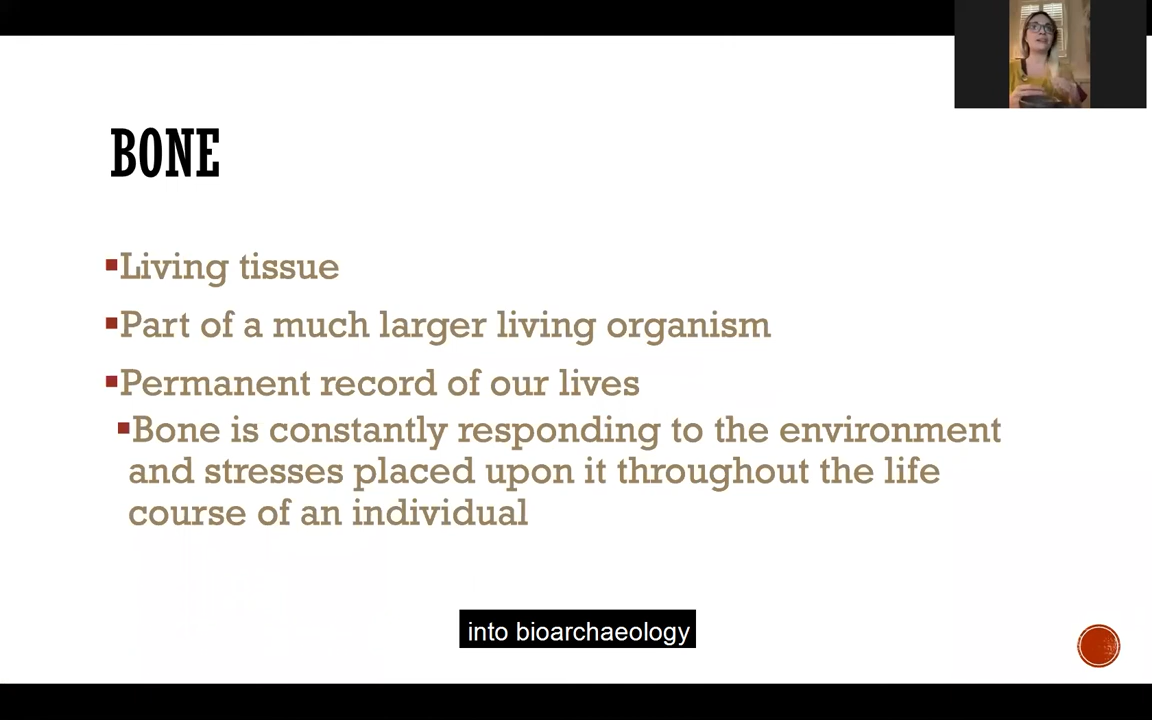 BONE
▪Living tissue
▪Part of a much larger living organism
▪Permanent record of our lives
▪Bone is constantly responding to the environment
and stresses placed upon it throughout the life
course of an individual
into bioarchaeology